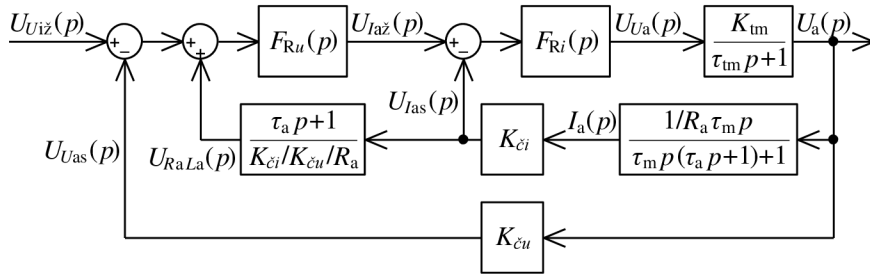 U_{Uiž}(p)
+
-
+
+
F_{Ru}(p)
U_{Iaž}(p)
+
-
F_{Ri}(p)
U_{Ua}(p)
K_{tm}
τ_{tm} p+1
U_a(p)
U_{Ias}(p)
τ_a p+1
K_{či}/K_{ču}/R_a
K_{či}
I_a(p)
1/R_a τ_m p
τ_m p(τ_a p+1)+1
U_{Uas}(p)
U_{RaLa}(p)
K_{ču}